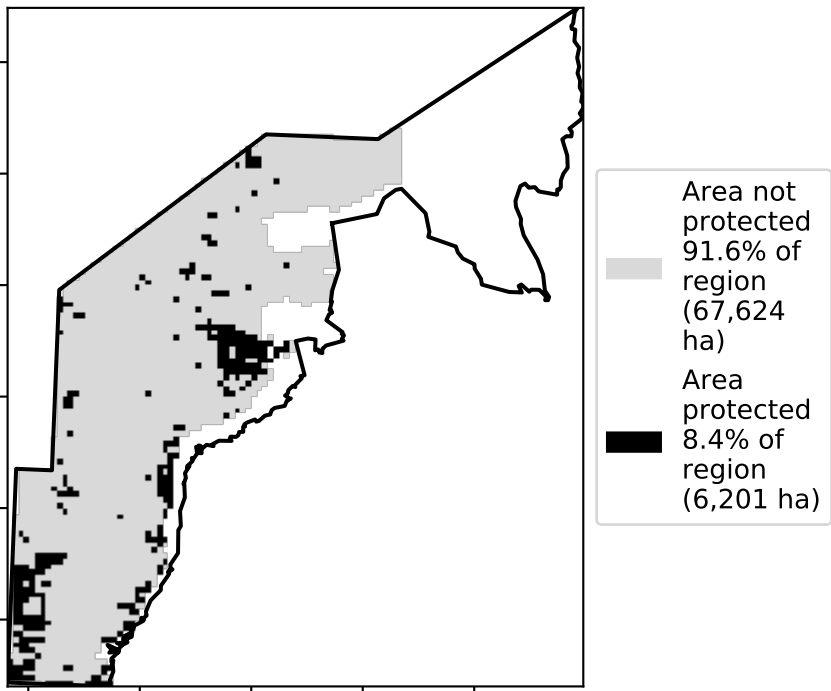 Area not
protected
91.6% of
region
(67,624
ha)
Area
protected
8.4% of
region
(6,201 ha)